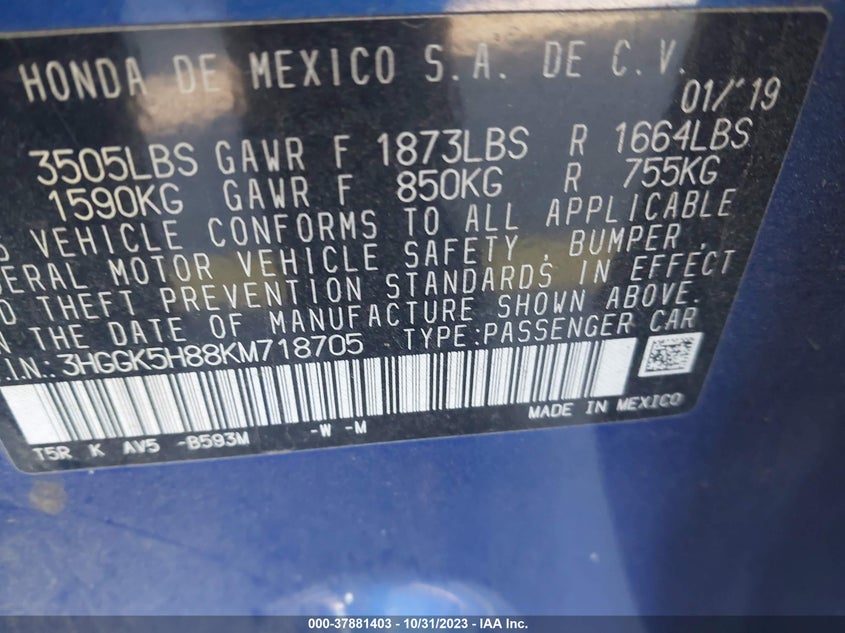 HONDA DE MEXICO S.A. DE C.V.
01/19
3505LBS GAWR F 1873LBS R 1664LBS
1590KG GAWR F 850KG R 755KG
VEHICLE CONFORMS TO ALL APPLICABLE
MOTOR VEHICLE SAFETY, BUMPER,
THEFT PREVENTION STANDARDS IN EFFECT
THE DATE OF MANUFACTURE SHOWN ABOVE.
3HGGK5H88KM718705 TYPE:PASSENGER CAR
MADE IN MEXICO
T5R K AV5 -B593M -W -M
000-37881403 - 10/31/2023 - IAA Inc.